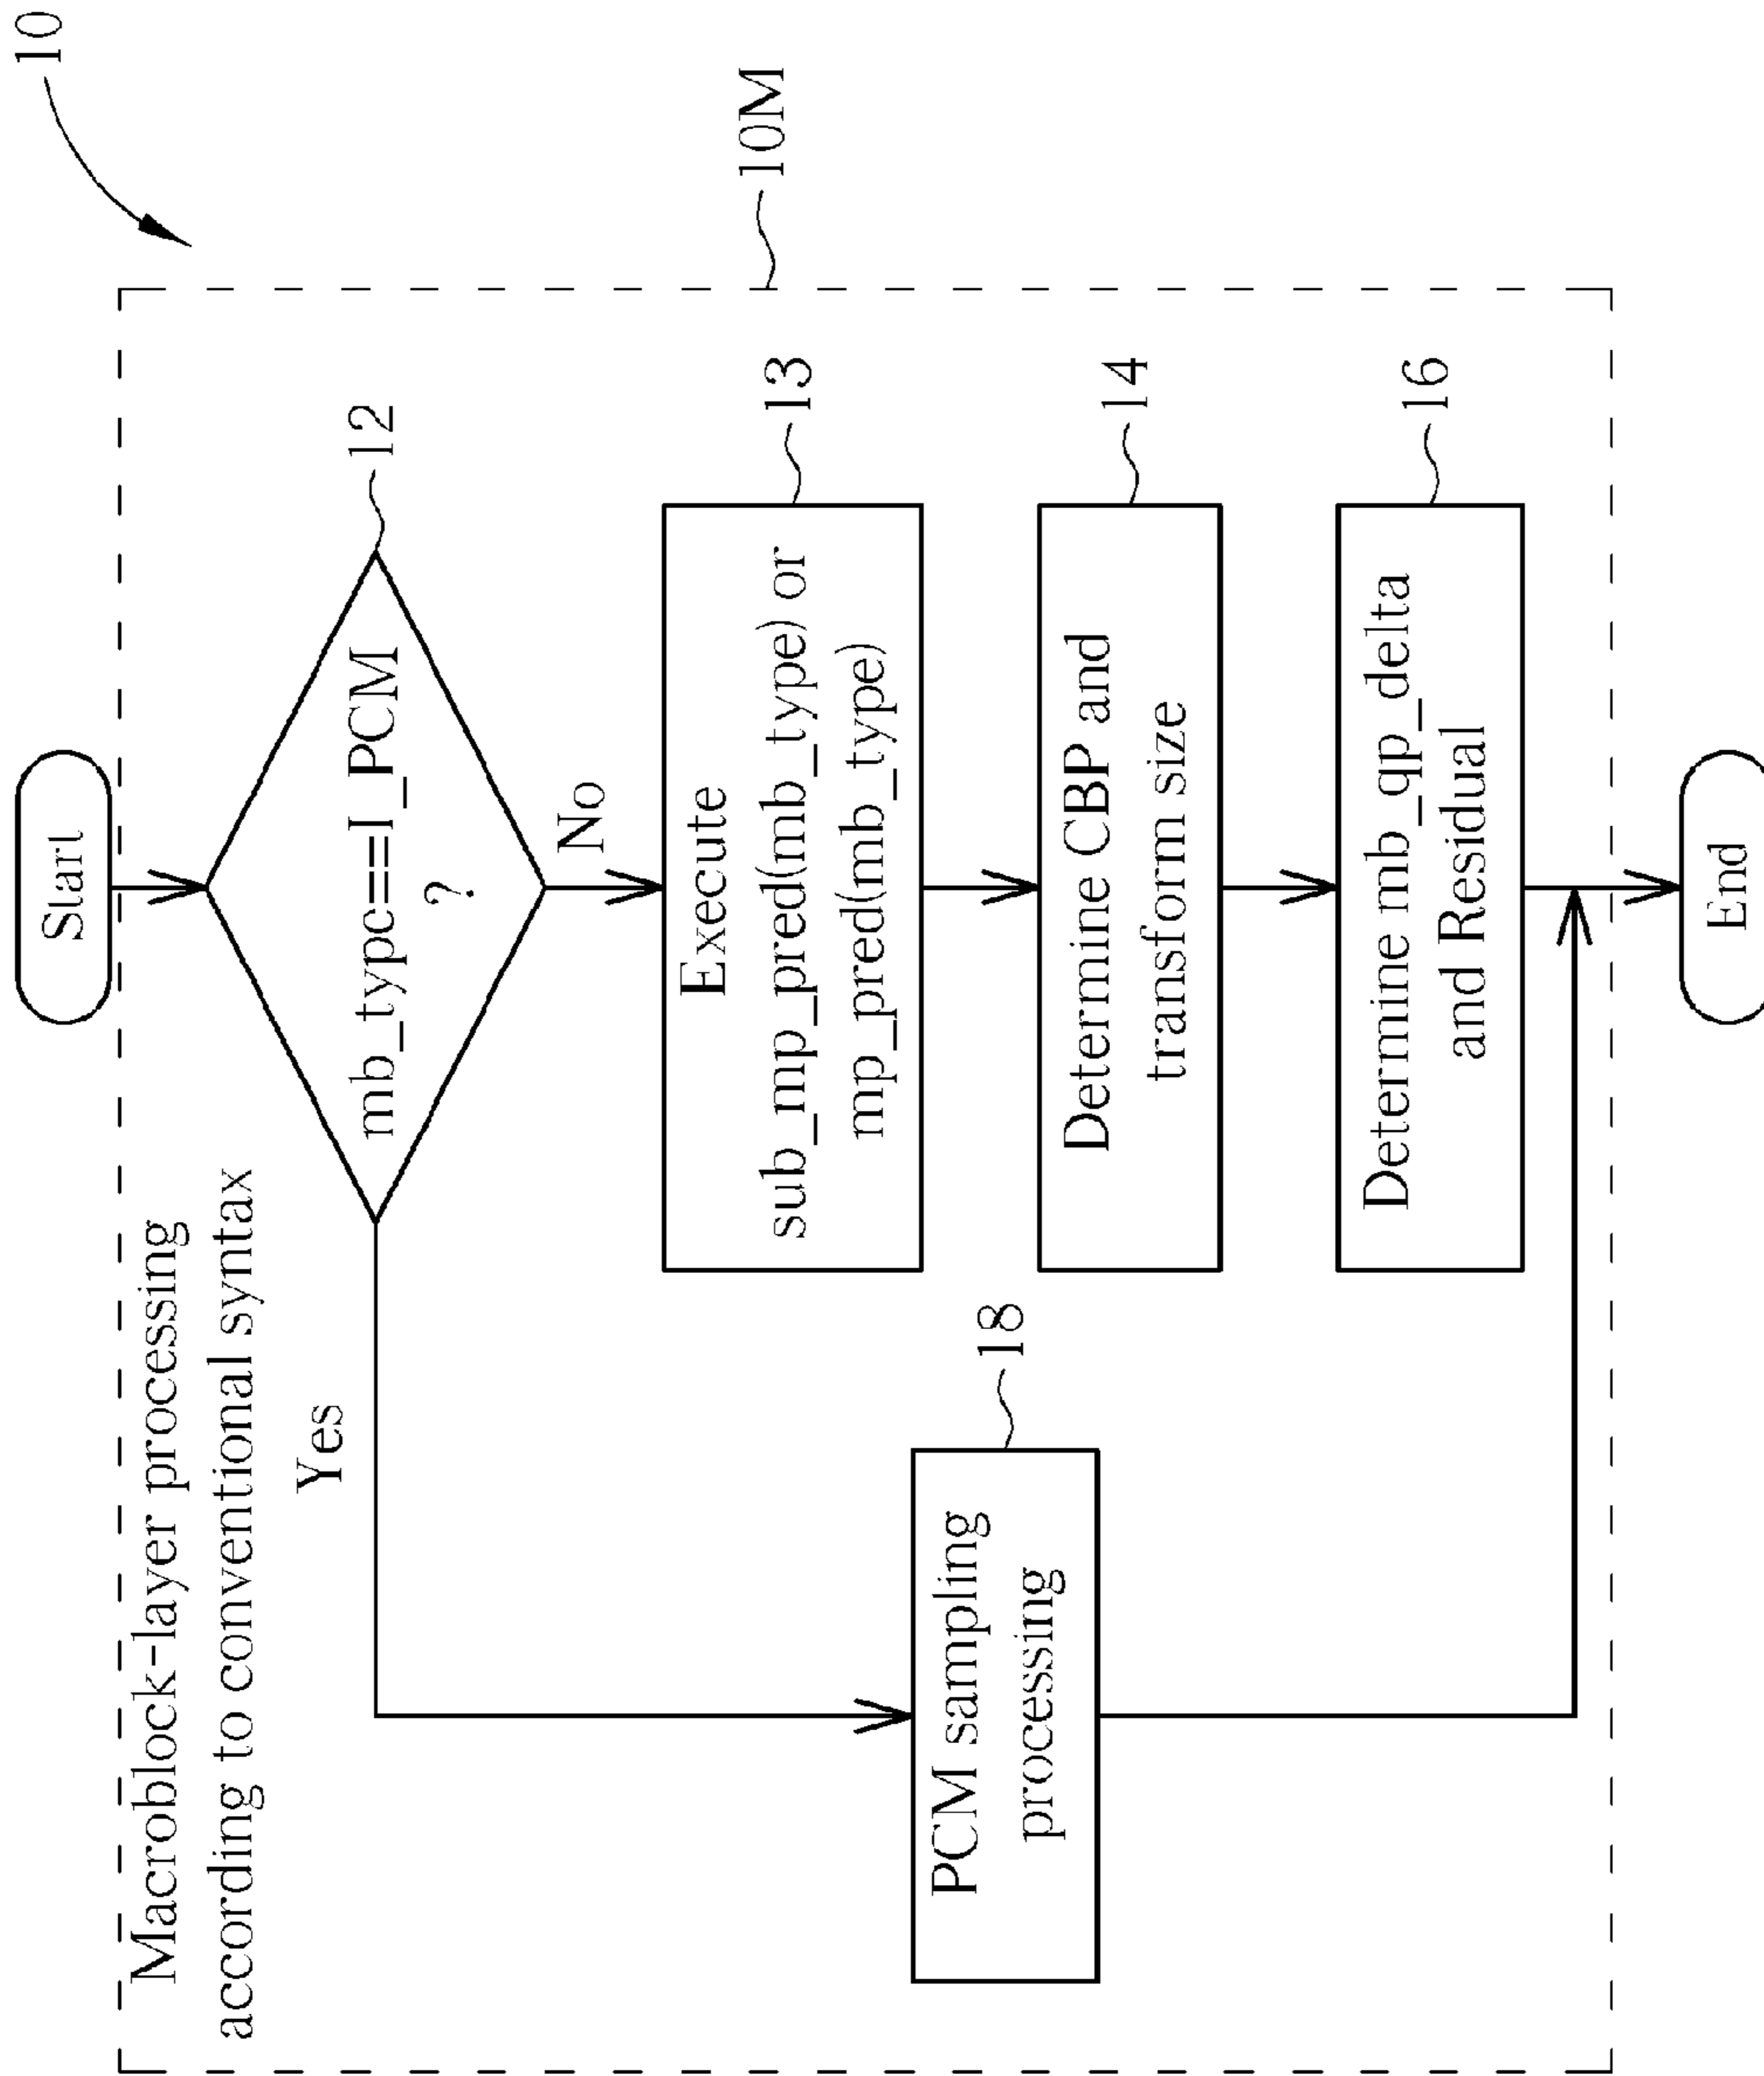 10
Start
Macroblock-layer processing
according to conventional syntax
10M
12
mb_type==I_PCM
?
Yes
No
Execute
sub_mp_pred(mb_type) or
mp_pred(mb_type)
13
Determine CBP and
transform size
14
PCM sampling
processing
18
Determine mb_qp_delta
and Residual
16
End